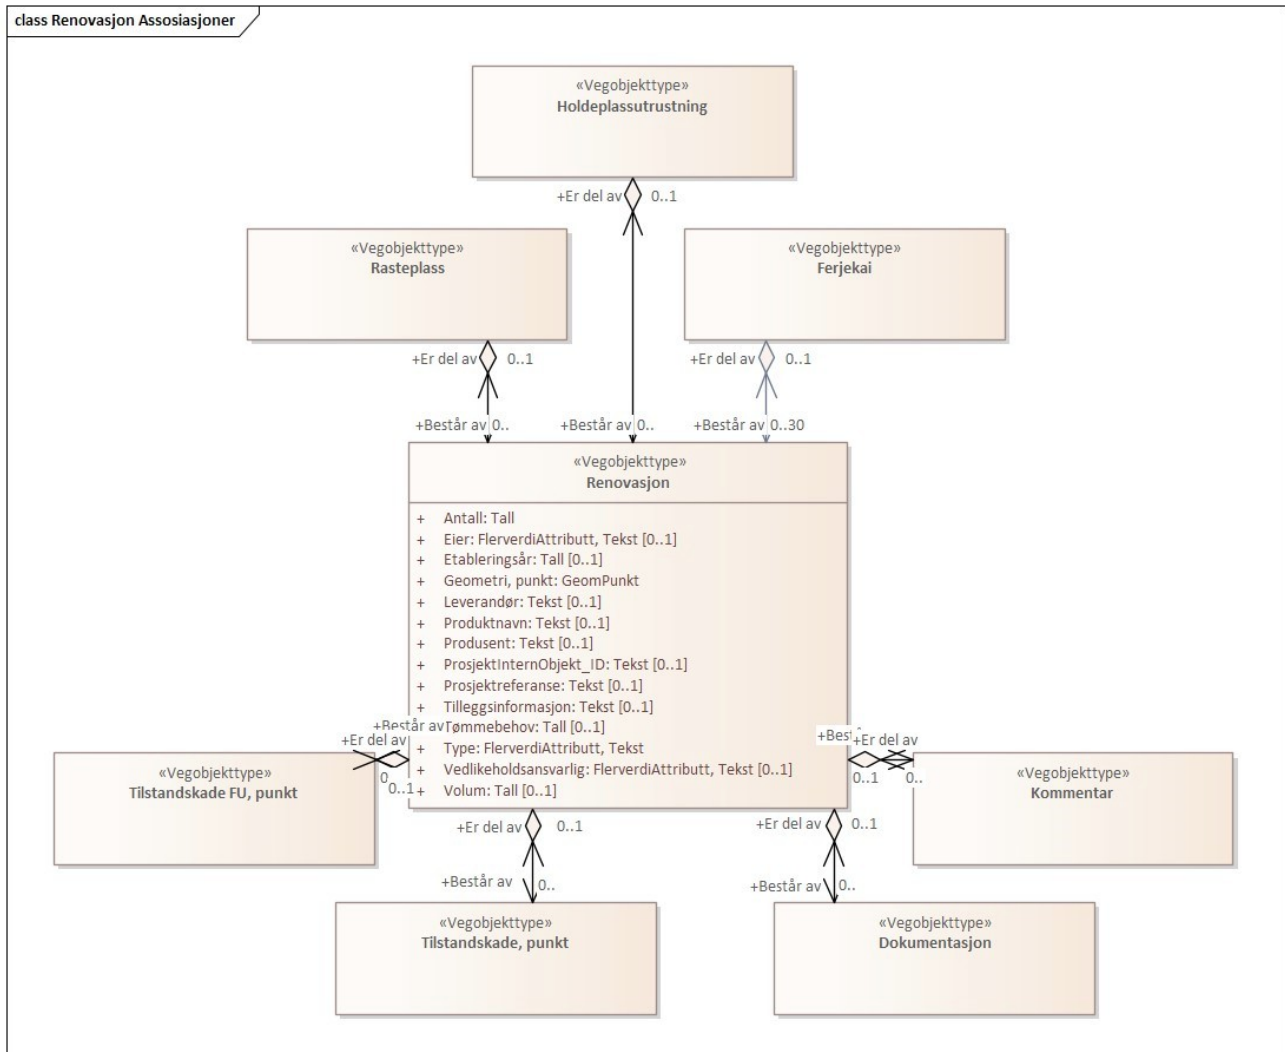 class Renovasjon Assosiasjoner
«Vegobjekttype»
Holdeplassutrustning
+Er del av 0..1
«Vegobjekttype»
Rasteplass
«Vegobjekttype»
Ferjekai
+Er del av 0..1
+Er del av 0..1
+Består av 0..
+Består av 0..
+Består av 0..30
«Vegobjekttype»
Renovasjon
+ Antall: Tall
+ Eier: FlerverdiAttributt, Tekst [0..1]
+ Etableringsår: Tall [0..1]
+ Geometri, punkt: GeomPunkt
+ Leverandør: Tekst [0..1]
+ Produktnavn: Tekst [0..1]
+ Produsent: Tekst [0..1]
+ ProsjektInternObjekt_ID: Tekst [0..1]
+ Prosjektreferanse: Tekst [0..1]
+ Tilleggsinformasjon: Tekst [0..1]
+ Tømmebehov: Tall [0..1]
+ Type: FlerverdiAttributt, Tekst
+ Vedlikeholdsansvarlig: FlerverdiAttributt, Tekst [0..1]
+ Volum: Tall [0..1]
+Består av
+Er del av
0..1
«Vegobjekttype»
Tilstandskade FU, punkt
+Er del av
0..1 0..
«Vegobjekttype»
Kommentar
+Er del av 0..1
+Består av 0..
«Vegobjekttype»
Tilstandskade, punkt
+Er del av 0..1
+Består av 0..
«Vegobjekttype»
Dokumentasjon